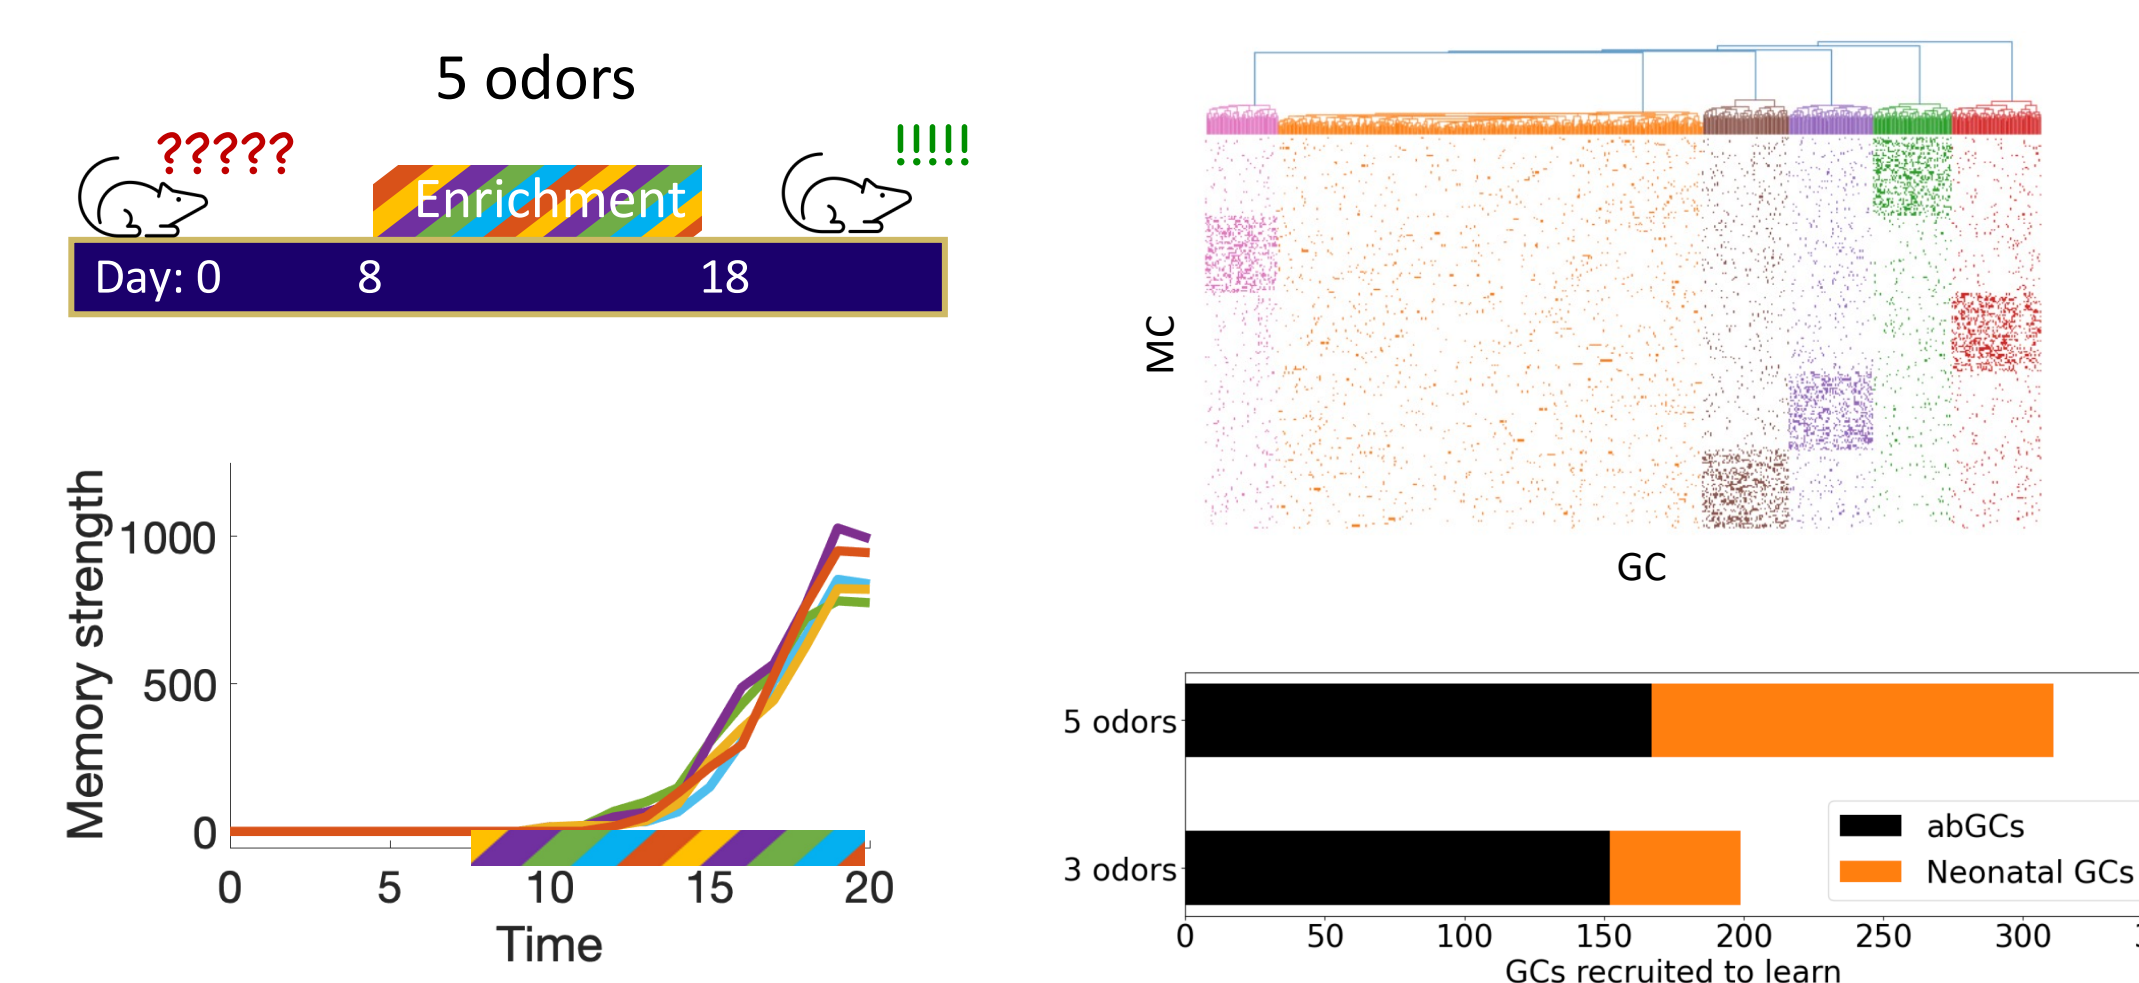 5 odors
?????
!!!!!
Enrichment
Day: 0 8 18
Memory strength
1000
500
0
0 5 10 15 20
Time
MC
GC
5 odors
3 odors
abGCs
Neonatal GCs
0 50 100 150 200 250 300
GCs recruited to learn